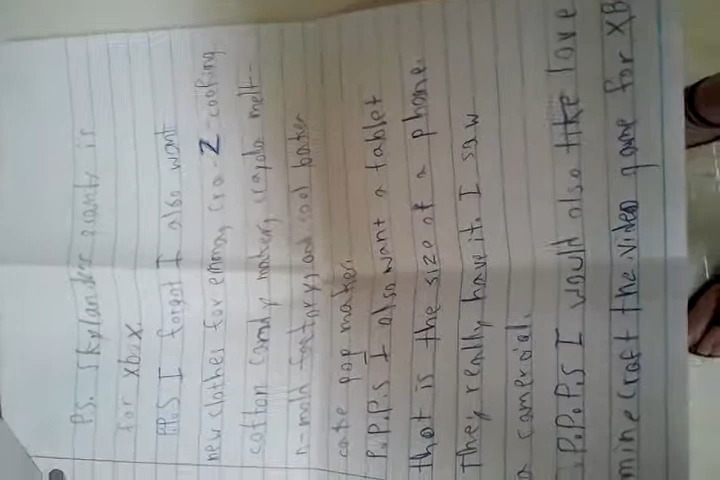 P.S. Skylanders giants is
for xbox
P.P.S I forgot I also want
new clothes for emma, cra-Z-cooking
cotton candy maker, crayola melt-
n-mold factory, and cool baker
cake pop maker.
P.P.P.S I also want a tablet
that is the size of a phone.
They really have it. I saw
a comercial.
P.P.P.P.S I would also like love
minecraft the video game for XB